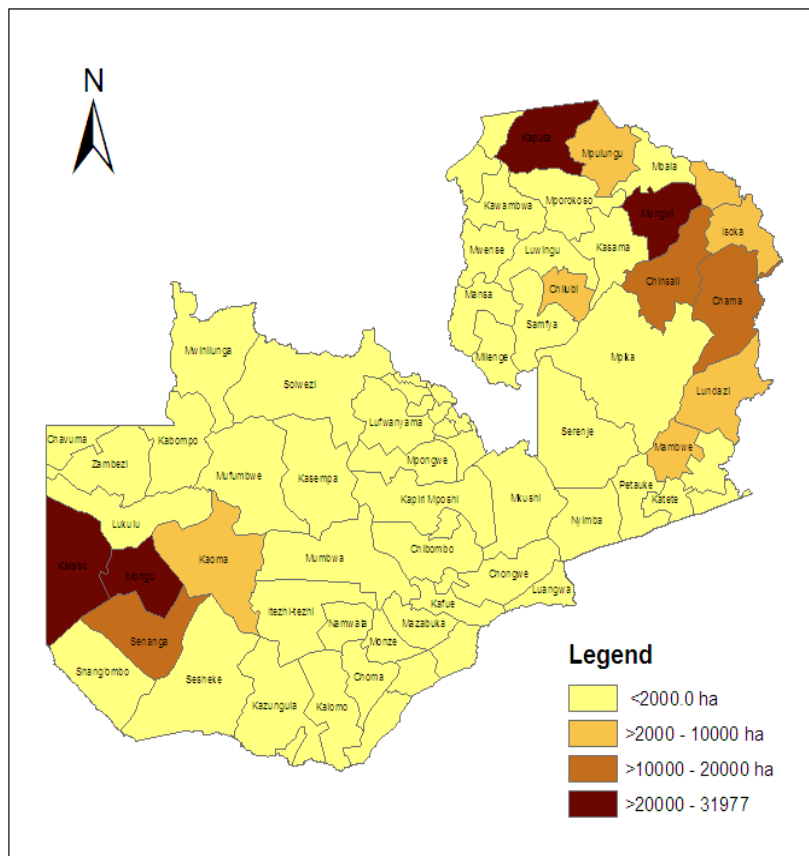 N
Kaputa
Mpulungu
Mbala
Kawambwa
Mporokoso
Mungwi
Isoka
Mwense
Luwingu
Kasama
Chinsali
Chama
Mansa
Chilubi
Samfya
Milenge
Mpika
Mwinilunga
Solwezi
Lundazi
Lufwanyama
Serenje
Mambwe
Chavuma
Kabompo
Zambezi
Mpongwe
Mufumbwe
Kasempa
Petauke
Katete
Kapiri Mposhi
Mkushi
Lukulu
Nyimba
Kalabo
Mongu
Kaoma
Mumbwa
Chibombo
Chongwe
Luangwa
Kafue
Itezhi-tezhi
Namwala
Mazabuka
Senanga
Monze
Shang'ombo
Sesheke
Choma
Kazungula
Kalomo
Legend
<2000.0 ha
>2000 - 10000 ha
>10000 - 20000 ha
>20000 - 31977